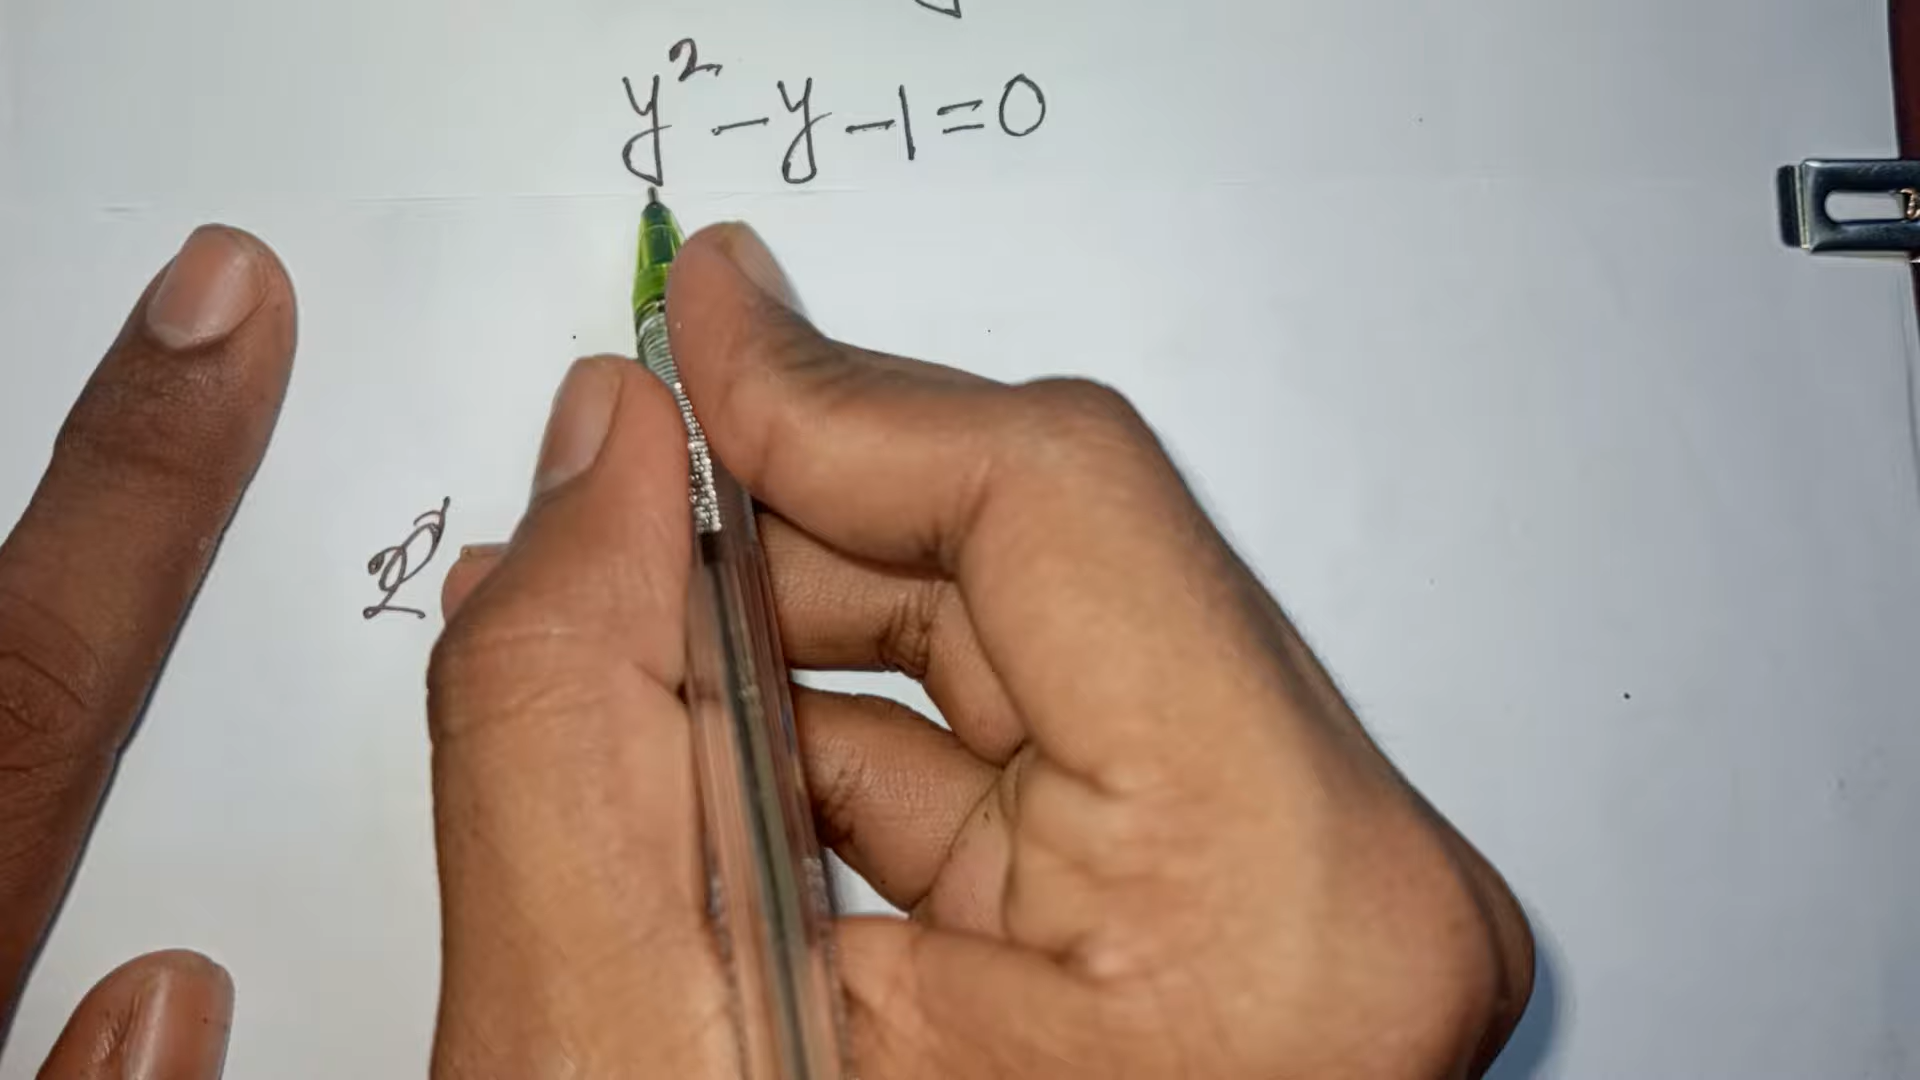 y² - y - 1 = 0